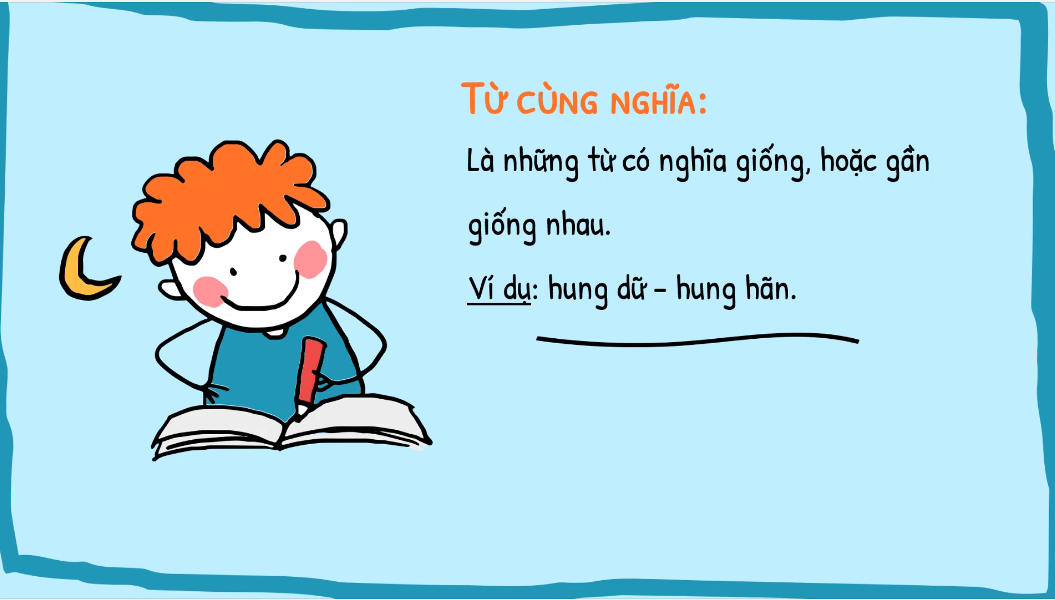 TỪ CÙNG NGHĨA:
Là những từ có nghĩa giống, hoặc gần
giống nhau.
Ví dụ: hung dữ – hung hãn.